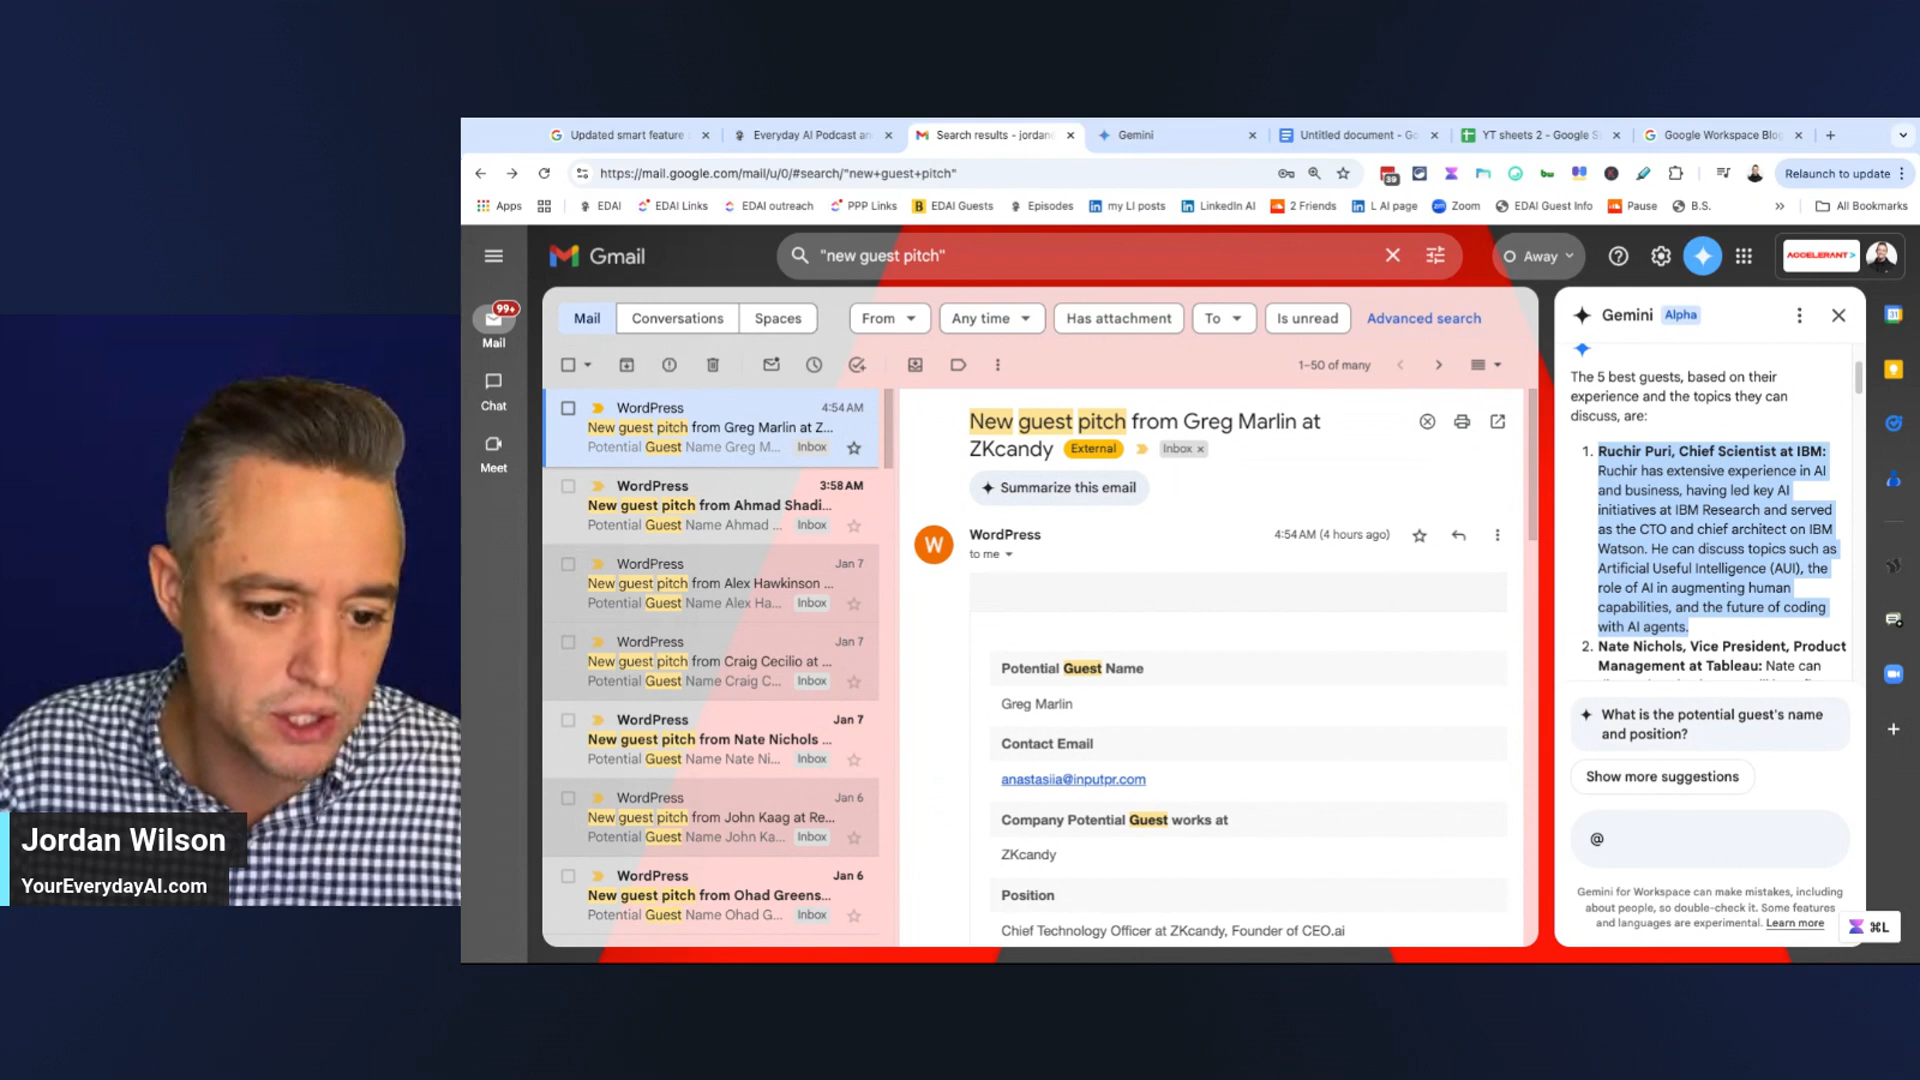 Updated smart feature
Everyday AI Podcast an
Search results - jordan
Gemini
Untitled document - Go
YT sheets 2 - Google S
Google Workspace Blog
https://mail.google.com/mail/u/0/#search/"new+guest+pitch"
39
Relaunch to update
Apps
EDAI
EDAI Links
EDAI outreach
PPP Links
B EDAI Guests
Episodes
my LI posts
LinkedIn AI
2 Friends
L AI page
Zoom
EDAI Guest Info
Pause
B.S.
All Bookmarks
Gmail
"new guest pitch"
Away
ACCELERANT >
99+
Mail
Chat
Meet
Mail
Conversations
Spaces
From
Any time
Has attachment
To
Is unread
Advanced search
1–50 of many
WordPress 4:54 AM
New guest pitch from Greg Marlin at Z...
Potential Guest Name Greg M... Inbox
WordPress 3:58 AM
New guest pitch from Ahmad Shadi...
Potential Guest Name Ahmad ... Inbox
WordPress Jan 7
New guest pitch from Alex Hawkinson ...
Potential Guest Name Alex Ha... Inbox
WordPress Jan 7
New guest pitch from Craig Cecilio at ...
Potential Guest Name Craig C... Inbox
WordPress Jan 7
New guest pitch from Nate Nichols ...
Potential Guest Name Nate Ni... Inbox
WordPress Jan 6
New guest pitch from John Kaag at Re...
Potential Guest Name John Ka... Inbox
WordPress Jan 6
New guest pitch from Ohad Greens...
Potential Guest Name Ohad G... Inbox
New guest pitch from Greg Marlin at
ZKcandy External Inbox x
Summarize this email
W
WordPress 4:54 AM (4 hours ago)
to me
Potential Guest Name
Greg Marlin
Contact Email
anastasiia@inputpr.com
Company Potential Guest works at
ZKcandy
Position
Chief Technology Officer at ZKcandy, Founder of CEO.ai
Gemini Alpha
The 5 best guests, based on their
experience and the topics they can
discuss, are:
1. Ruchir Puri, Chief Scientist at IBM:
Ruchir has extensive experience in AI
and business, having led key AI
initiatives at IBM Research and served
as the CTO and chief architect on IBM
Watson. He can discuss topics such as
Artificial Useful Intelligence (AUI), the
role of AI in augmenting human
capabilities, and the future of coding
with AI agents.
2. Nate Nichols, Vice President, Product
Management at Tableau: Nate can
What is the potential guest's name
and position?
Show more suggestions
@
Gemini for Workspace can make mistakes, including
about people, so double-check it. Some features
and languages are experimental. Learn more
⌘L
31
Jordan Wilson
YourEverydayAI.com